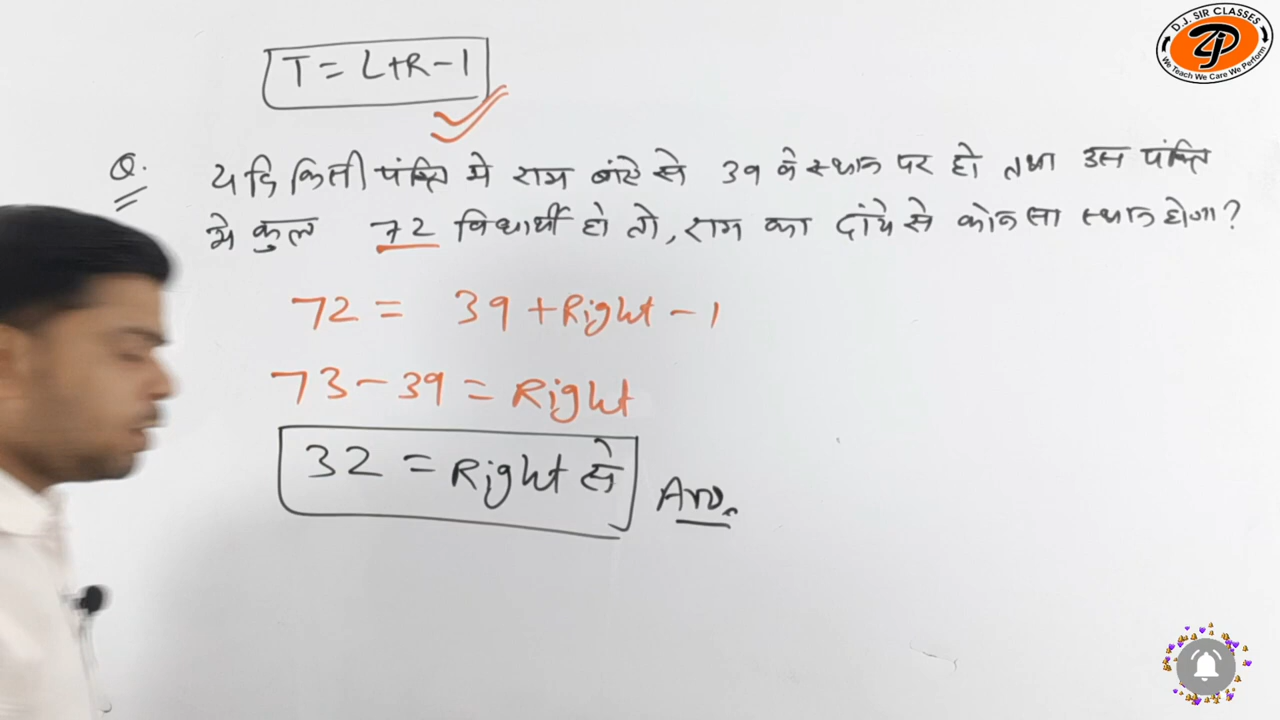 D.J. SIR CLASSES
We Teach We Care We Perform
T = L+R-1
Q. यदि किसी पंक्ति मे राम बांऐ से 39 वे स्थान पर हो तथा उस पंक्ति
मे कुल 72 विधार्थी हो तो, राम का दांये से कोनसा स्थान होगा?
72 = 39 + Right - 1
73 - 39 = Right
32 = Right से Ans.